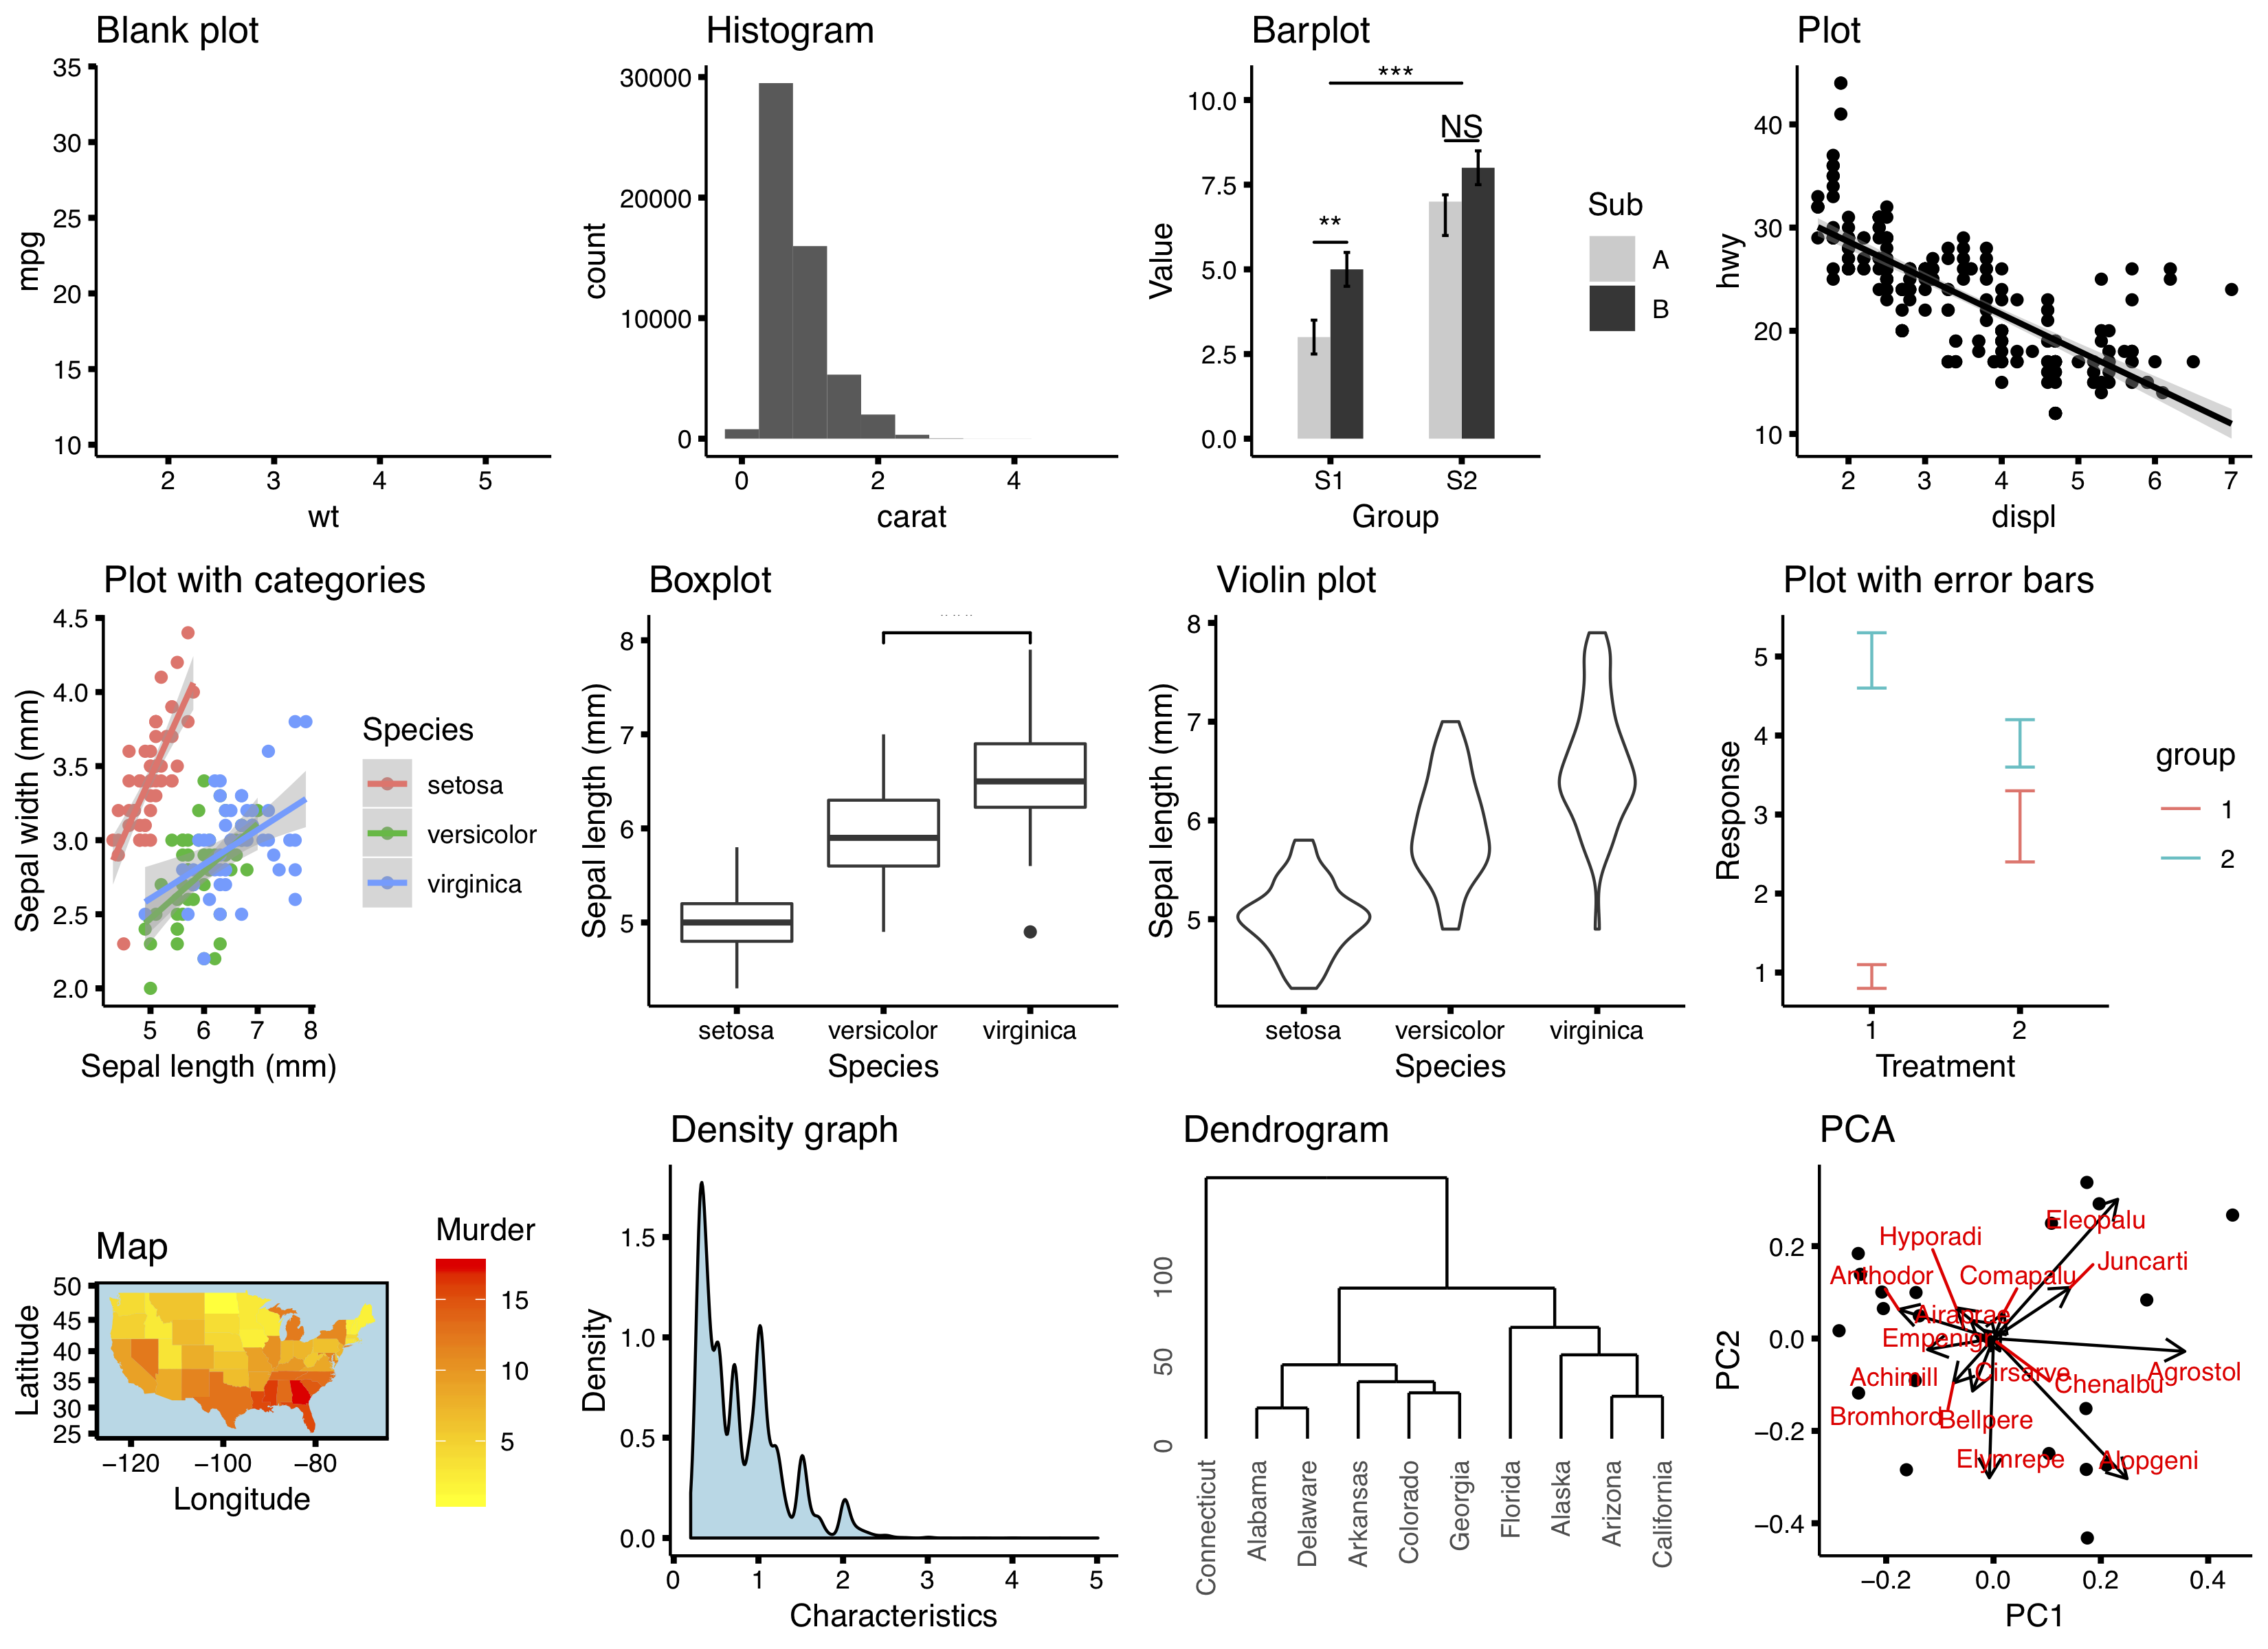 Blank plot
35
30
25
20
15
10
mpg
2 3 4 5
wt
Histogram
30000
20000
10000
0
count
0 2 4
carat
Barplot
10.0
7.5
5.0
2.5
0.0
Value
***
NS
**
S1 S2
Group
Sub
A
B
Plot
40
30
20
10
hwy
2 3 4 5 6 7
displ
Plot with categories
4.5
4.0
3.5
3.0
2.5
2.0
Sepal width (mm)
5 6 7 8
Sepal length (mm)
Species
setosa
versicolor
virginica
Boxplot
8
7
6
5
Sepal length (mm)
setosa versicolor virginica
Species
Violin plot
8
7
6
5
Sepal length (mm)
setosa versicolor virginica
Species
Plot with error bars
5
4
3
2
1
Response
1 2
Treatment
group
1
2
Map
50
45
40
35
30
25
Latitude
−120 −100 −80
Longitude
Murder
15
10
5
Density graph
1.5
1.0
0.5
0.0
Density
0 1 2 3 4 5
Characteristics
Dendrogram
100
50
0
Connecticut
Alabama
Delaware
Arkansas
Colorado
Georgia
Florida
Alaska
Arizona
California
PCA
0.2
0.0
−0.2
−0.4
PC2
Eleopalu
Hyporadi
Juncarti
Anthodor
Comapalu
Airaprae
Empenig
Achimill
Cirsarve
Chenalbu
Agrostol
Bromhord
Bellpere
Elymrepe
Alopgeni
−0.2 0.0 0.2 0.4
PC1